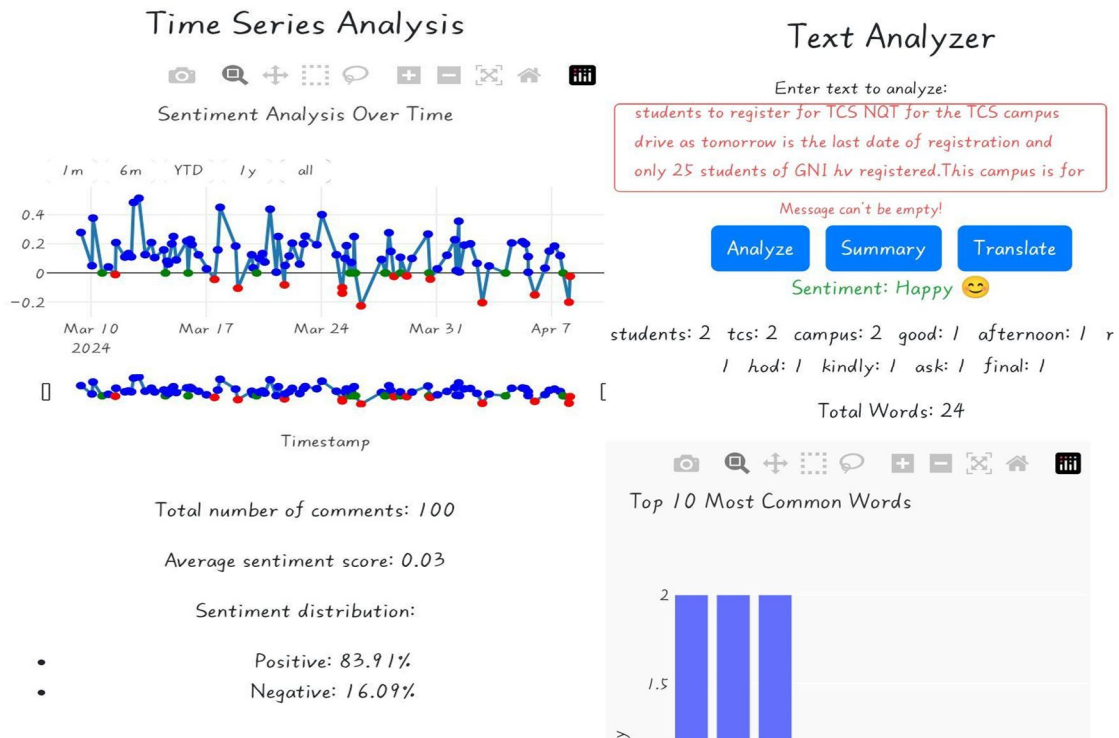 Time Series Analysis
Sentiment Analysis Over Time
1m 6m YTD 1y all
0.4
0.2
0
−0.2
Mar 10 Mar 17 Mar 24 Mar 31 Apr 7
2024
Timestamp
Total number of comments: 100
Average sentiment score: 0.03
Sentiment distribution:
• Positive: 83.91%
• Negative: 16.09%
Text Analyzer
Enter text to analyze:
students to register for TCS NQT for the TCS campus
drive as tomorrow is the last date of registration and
only 25 students of GNI hv registered.This campus is for
Message can't be empty!
Analyze Summary Translate
Sentiment: Happy 😊
students: 2 tcs: 2 campus: 2 good: 1 afternoon: 1
1 hod: 1 kindly: 1 ask: 1 final: 1
Total Words: 24
Top 10 Most Common Words
2
1.5